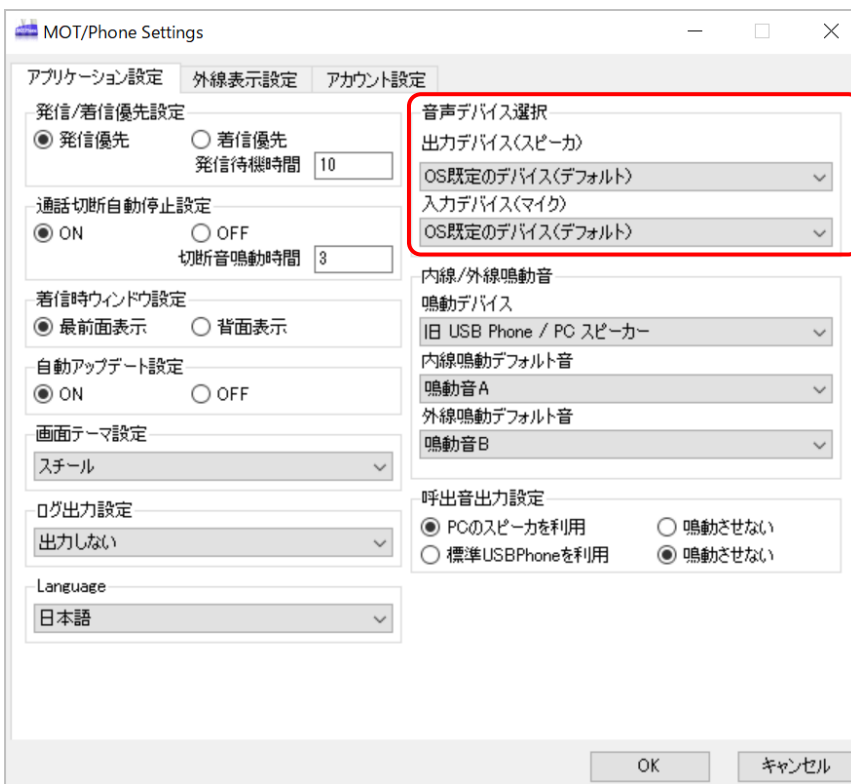 MOT/Phone Settings
アプリケーション設定 外線表示設定 アカウント設定
発信/着信優先設定
発信優先 着信優先
発信待機時間 10
通話切断自動停止設定
ON OFF
切断音鳴動時間 3
着信時ウィンドウ設定
最前面表示 背面表示
自動アップデート設定
ON OFF
画面テーマ設定
スチール
ログ出力設定
出力しない
Language
日本語
音声デバイス選択
出力デバイス(スピーカ)
OS既定のデバイス(デフォルト)
入力デバイス(マイク)
OS既定のデバイス(デフォルト)
内線/外線鳴動音
鳴動デバイス
旧 USB Phone / PC スピーカー
内線鳴動デフォルト音
鳴動音A
外線鳴動デフォルト音
鳴動音B
呼出音出力設定
PCのスピーカを利用 鳴動させない
標準USBPhoneを利用 鳴動させない
OK キャンセル